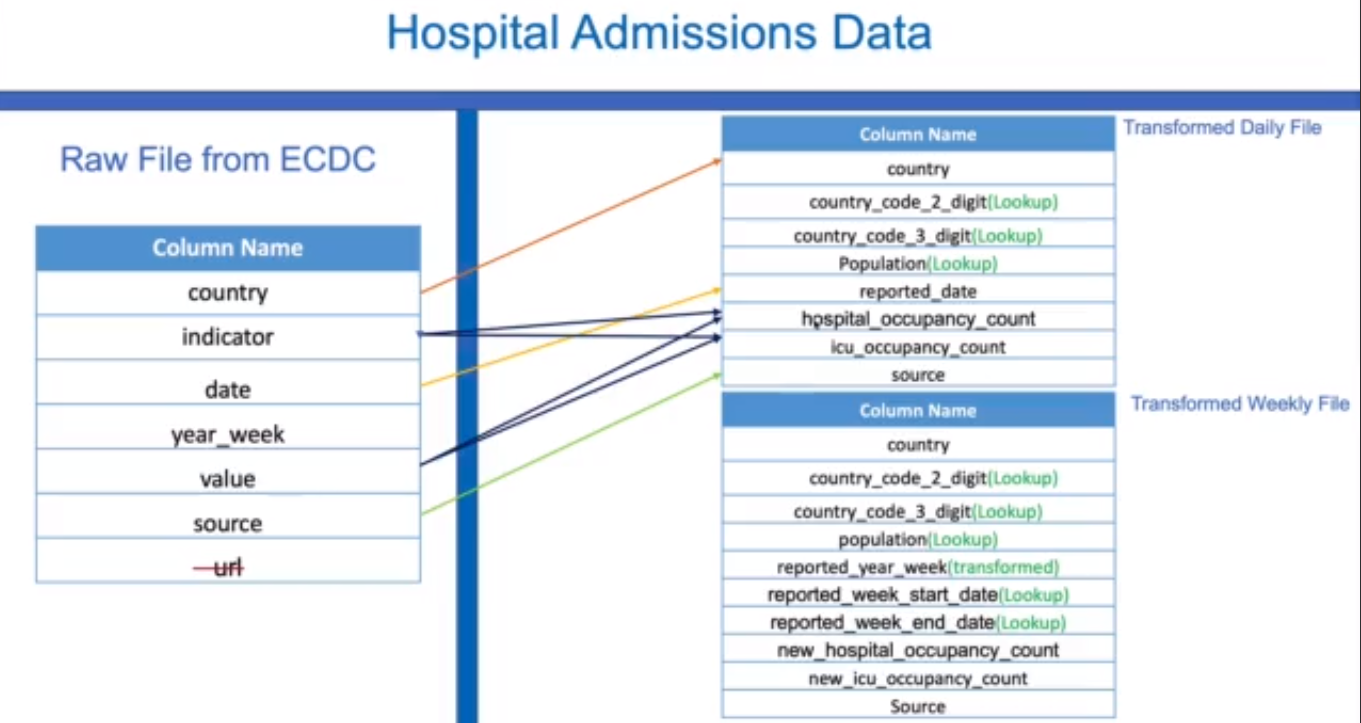 Hospital Admissions Data
Raw File from ECDC
Column Name
country
indicator
date
year_week
value
source
url
Transformed Daily File
Column Name
country
country_code_2_digit(Lookup)
country_code_3_digit(Lookup)
Population(Lookup)
reported_date
hospital_occupancy_count
icu_occupancy_count
source
Transformed Weekly File
Column Name
country
country_code_2_digit(Lookup)
country_code_3_digit(Lookup)
population(Lookup)
reported_year_week(transformed)
reported_week_start_date(Lookup)
reported_week_end_date(Lookup)
new_hospital_occupancy_count
new_icu_occupancy_count
Source